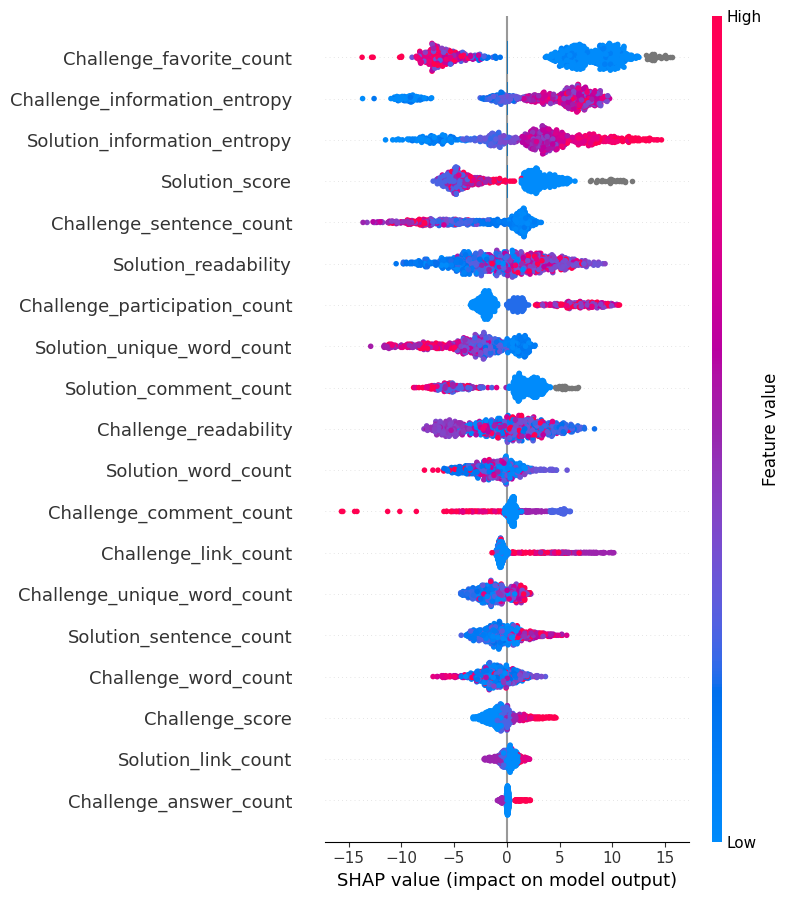 High
Challenge_favorite_count
Challenge_information_entropy
Solution_information_entropy
Solution_score
Challenge_sentence_count
Solution_readability
Challenge_participation_count
Solution_unique_word_count
Solution_comment_count
Challenge_readability
Solution_word_count
Challenge_comment_count
Challenge_link_count
Challenge_unique_word_count
Solution_sentence_count
Challenge_word_count
Challenge_score
Solution_link_count
Challenge_answer_count
Feature value
Low
−15 −10 −5 0 5 10 15
SHAP value (impact on model output)